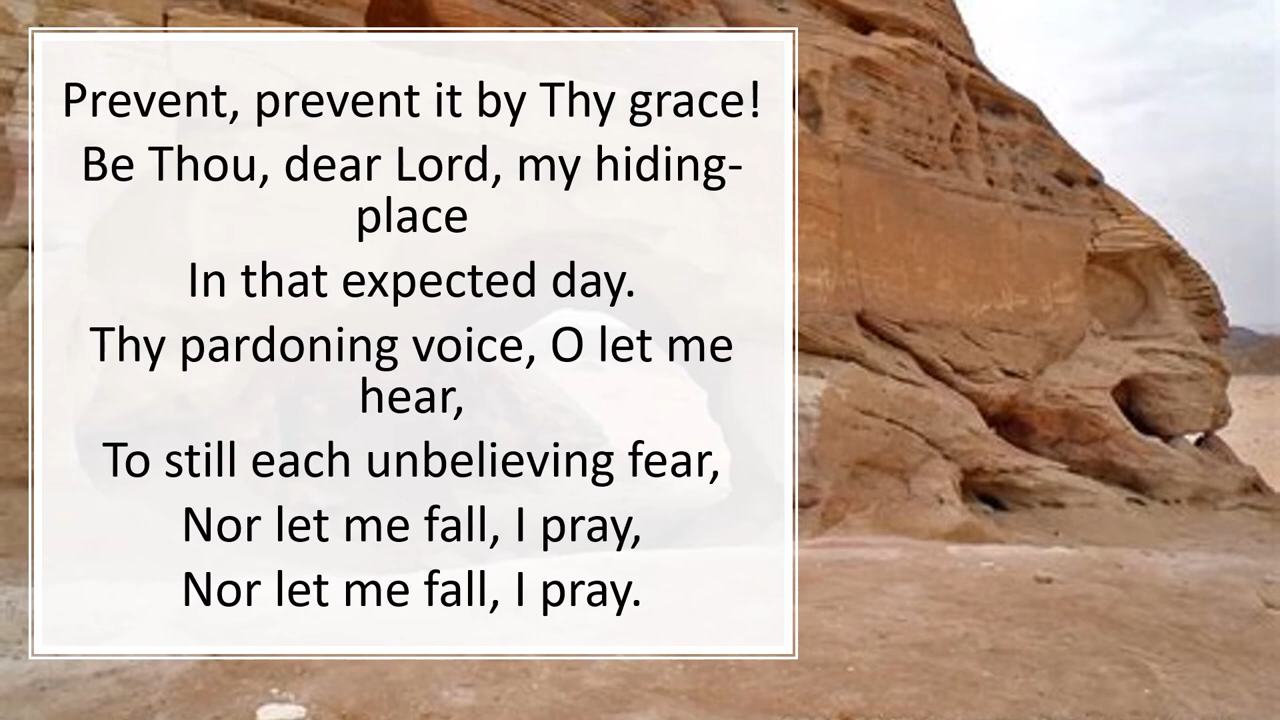 Prevent, prevent it by Thy grace!
Be Thou, dear Lord, my hiding-
place
In that expected day.
Thy pardoning voice, O let me
hear,
To still each unbelieving fear,
Nor let me fall, I pray,
Nor let me fall, I pray.